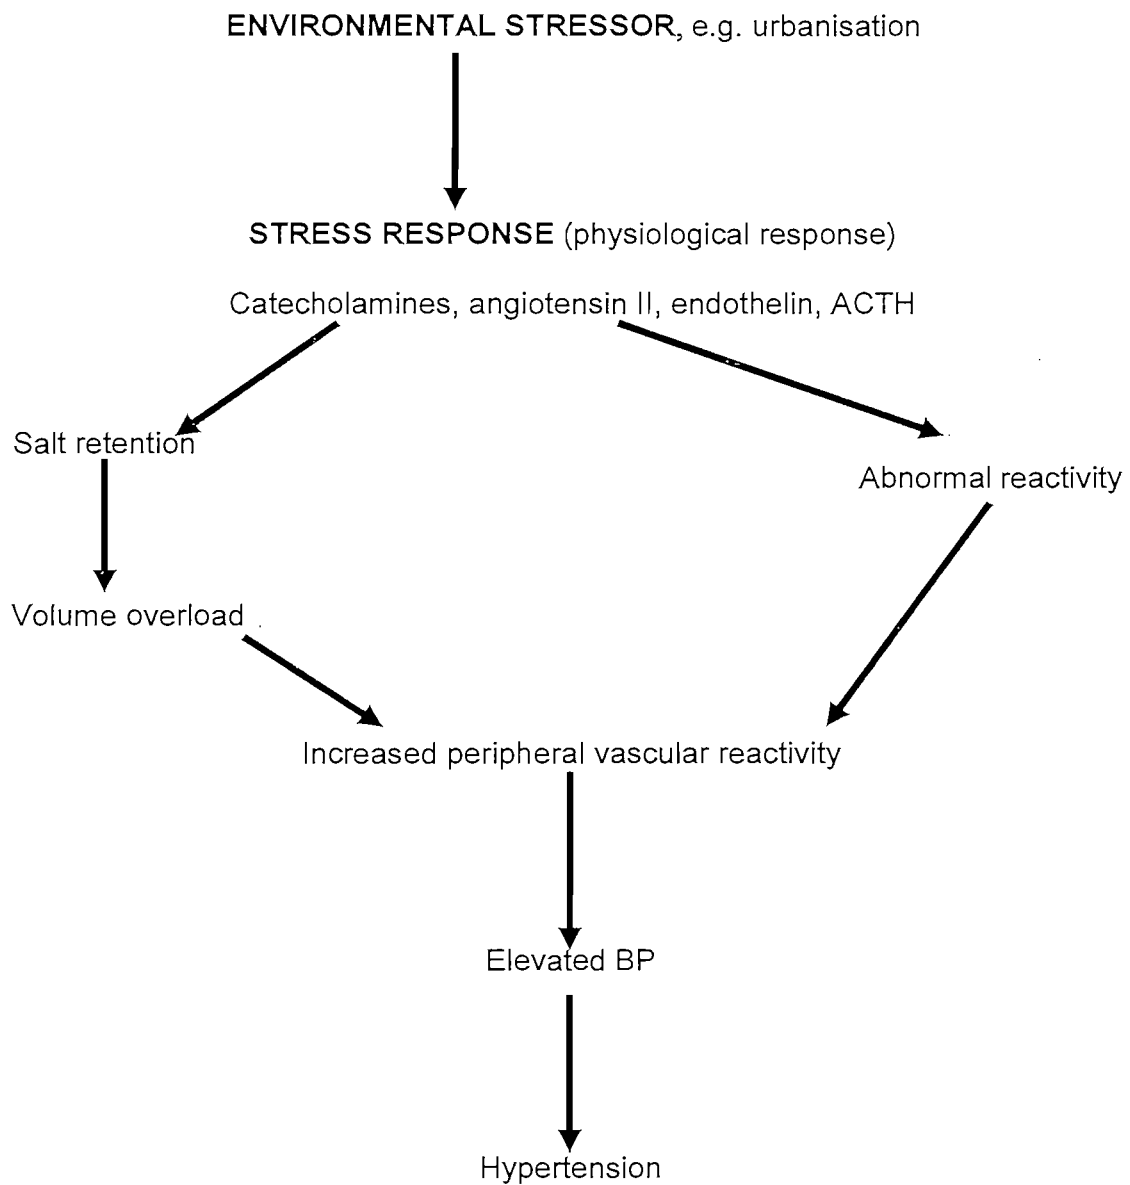 ENVIRONMENTAL STRESSOR, e.g. urbanisation
STRESS RESPONSE (physiological response)
Catecholamines, angiotensin II, endothelin, ACTH
Salt retention
Abnormal reactivity
Volume overload
Increased peripheral vascular reactivity
Elevated BP
Hypertension